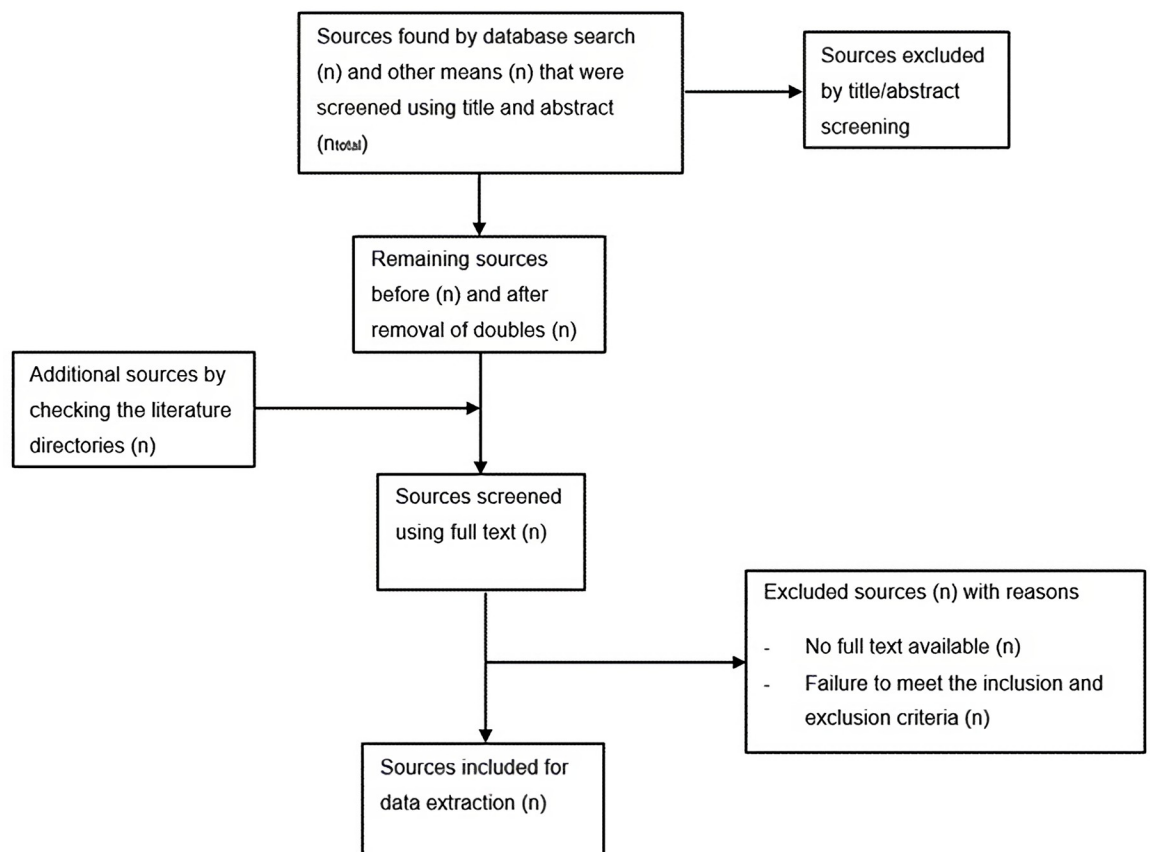 Sources found by database search
(n) and other means (n) that were
screened using title and abstract
(ntotal)
Sources excluded
by title/abstract
screening
Remaining sources
before (n) and after
removal of doubles (n)
Additional sources by
checking the literature
directories (n)
Sources screened
using full text (n)
Excluded sources (n) with reasons
- No full text available (n)
- Failure to meet the inclusion and
exclusion criteria (n)
Sources included for
data extraction (n)